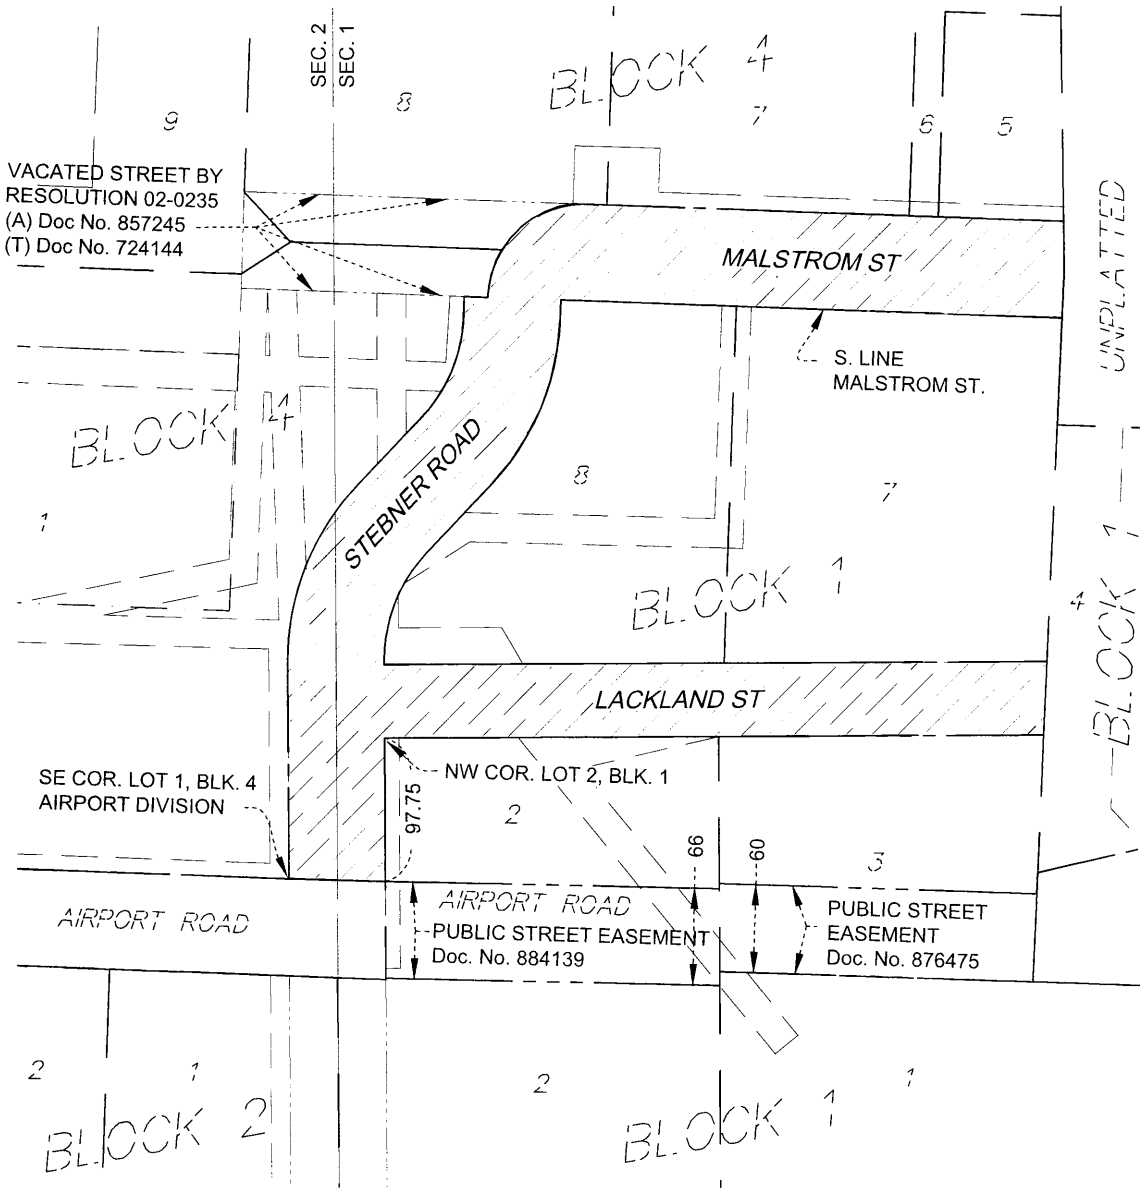 SEC. 2
SEC. 1
BLOCK 4
9
8
7
6
5
VACATED STREET BY
RESOLUTION 02-0235
(A) Doc No. 857245
(T) Doc No. 724144
UNPLATTED
MALSTROM ST
S. LINE
MALSTROM ST.
BLOCK 4
STEBNER ROAD
8
7
1
BLOCK 1
4
BLOCK 1
LACKLAND ST
SE COR. LOT 1, BLK. 4
AIRPORT DIVISION
NW COR. LOT 2, BLK. 1
97.75
2
66
60
3
AIRPORT ROAD
AIRPORT ROAD
PUBLIC STREET EASEMENT
Doc. No. 884139
PUBLIC STREET
EASEMENT
Doc. No. 876475
2
1
2
1
BLOCK 2
BLOCK 1